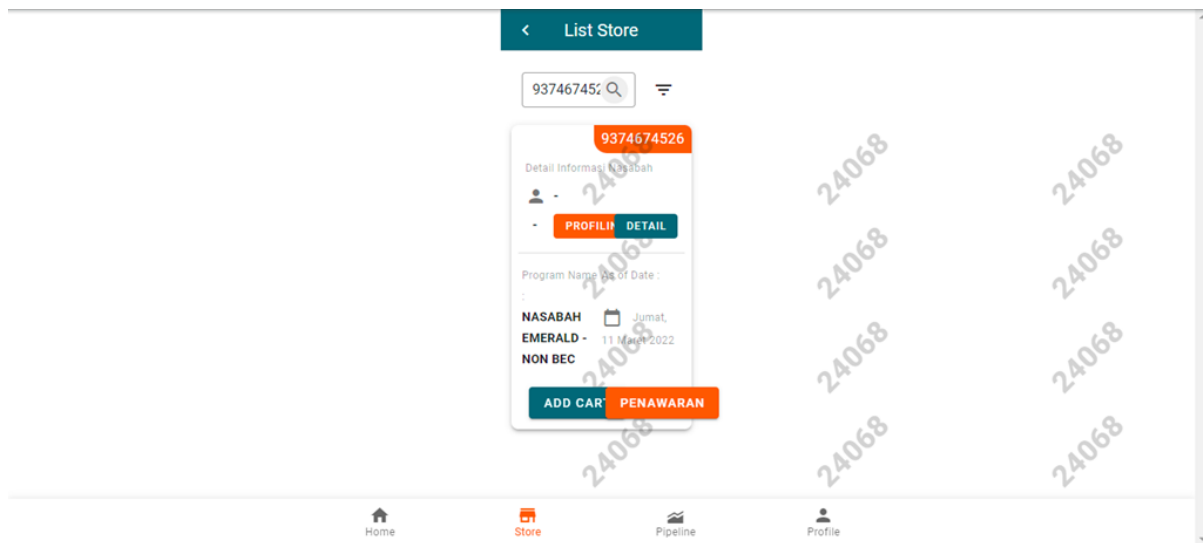 List Store
937467452
9374674526
Detail Informasi Nasabah
-
- PROFILIN DETAIL
Program Name As of Date :
:
NASABAH Jumat,
EMERALD - 11 Maret 2022
NON BEC
ADD CART PENAWARAN
24068 24068 24068
24068 24068 24068
24068 24068 24068
24068 24068 24068
Home Store Pipeline Profile